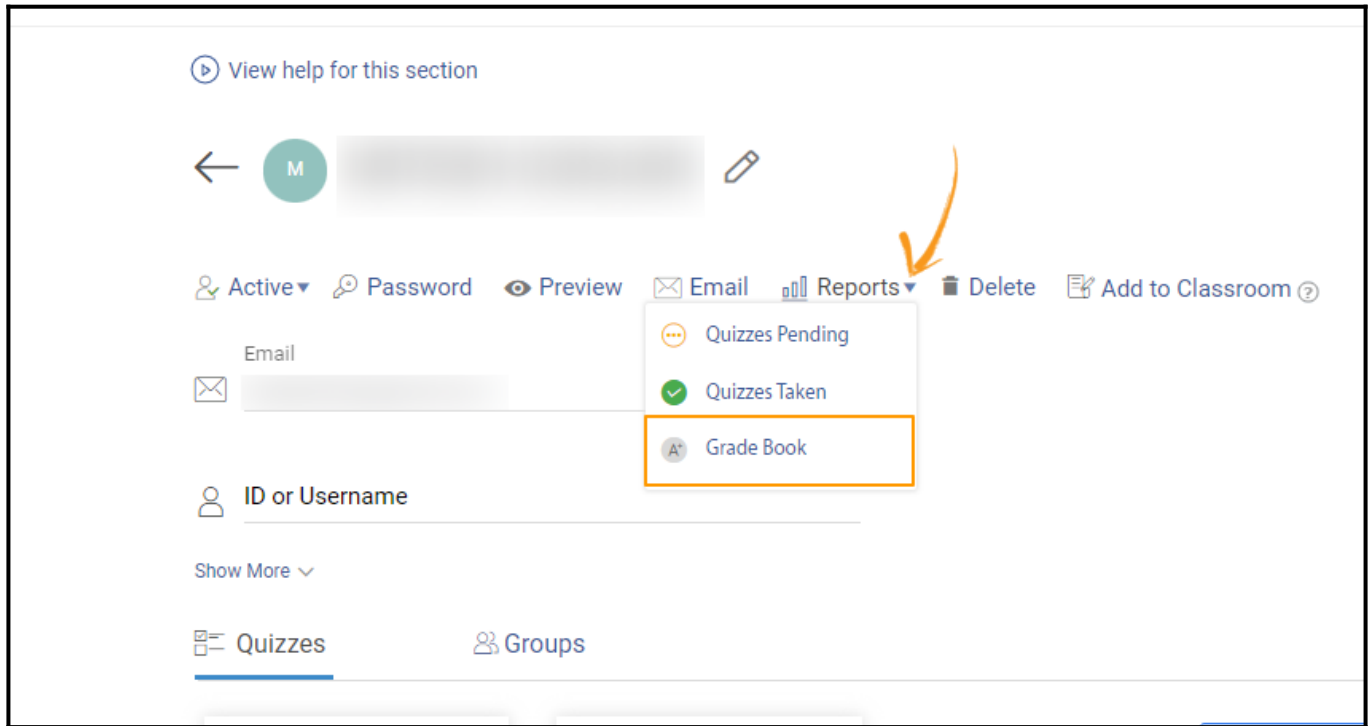 View help for this section
M
Active Password Preview Email Reports Delete Add to Classroom ?
Quizzes Pending
Email
Quizzes Taken
A+ Grade Book
ID or Username
Show More
Quizzes Groups